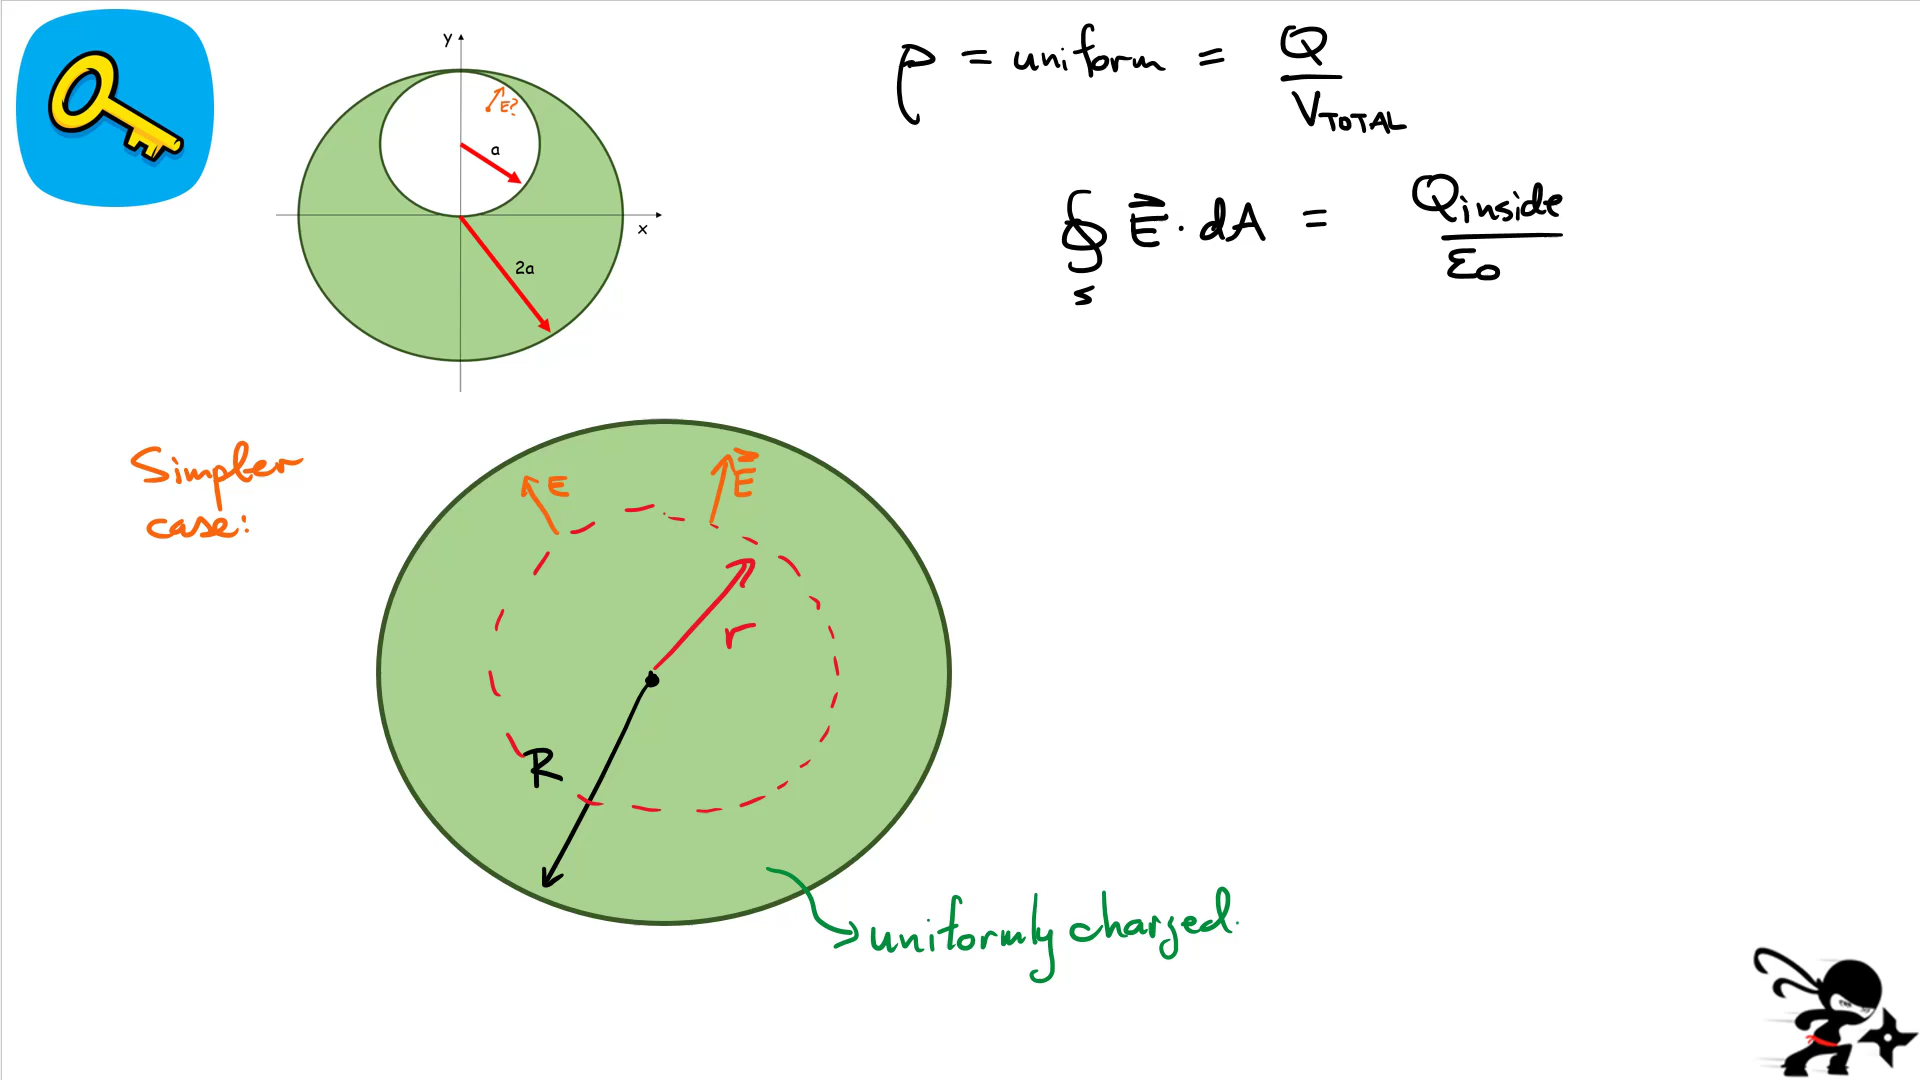 y
E?
a
x
2a
ρ = uniform = Q / V_TOTAL
∮_S E⃗ · dA = Q_inside / ε₀
Simpler
case:
E
E⃗
r
R
uniformly charged.